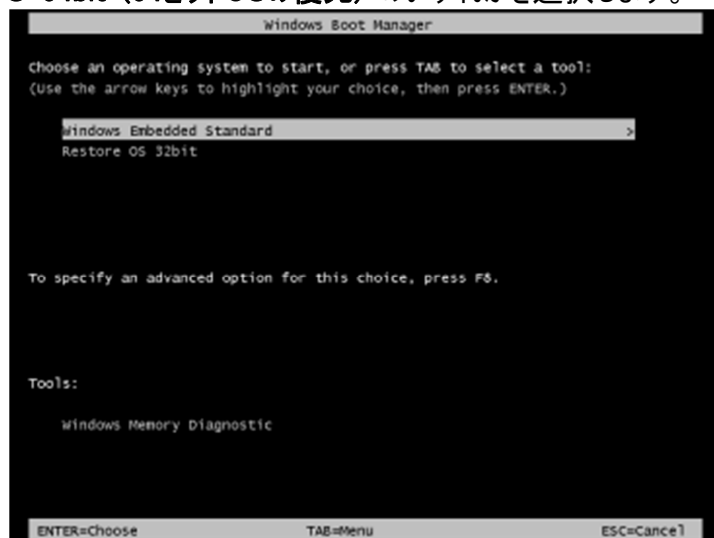 Windows Boot Manager
Choose an operating system to start, or press TAB to select a tool:
(Use the arrow keys to highlight your choice, then press ENTER.)
Windows Embedded Standard >
Restore OS 32bit
To specify an advanced option for this choice, press F8.
Tools:
Windows Memory Diagnostic
ENTER=Choose TAB=Menu ESC=Cancel